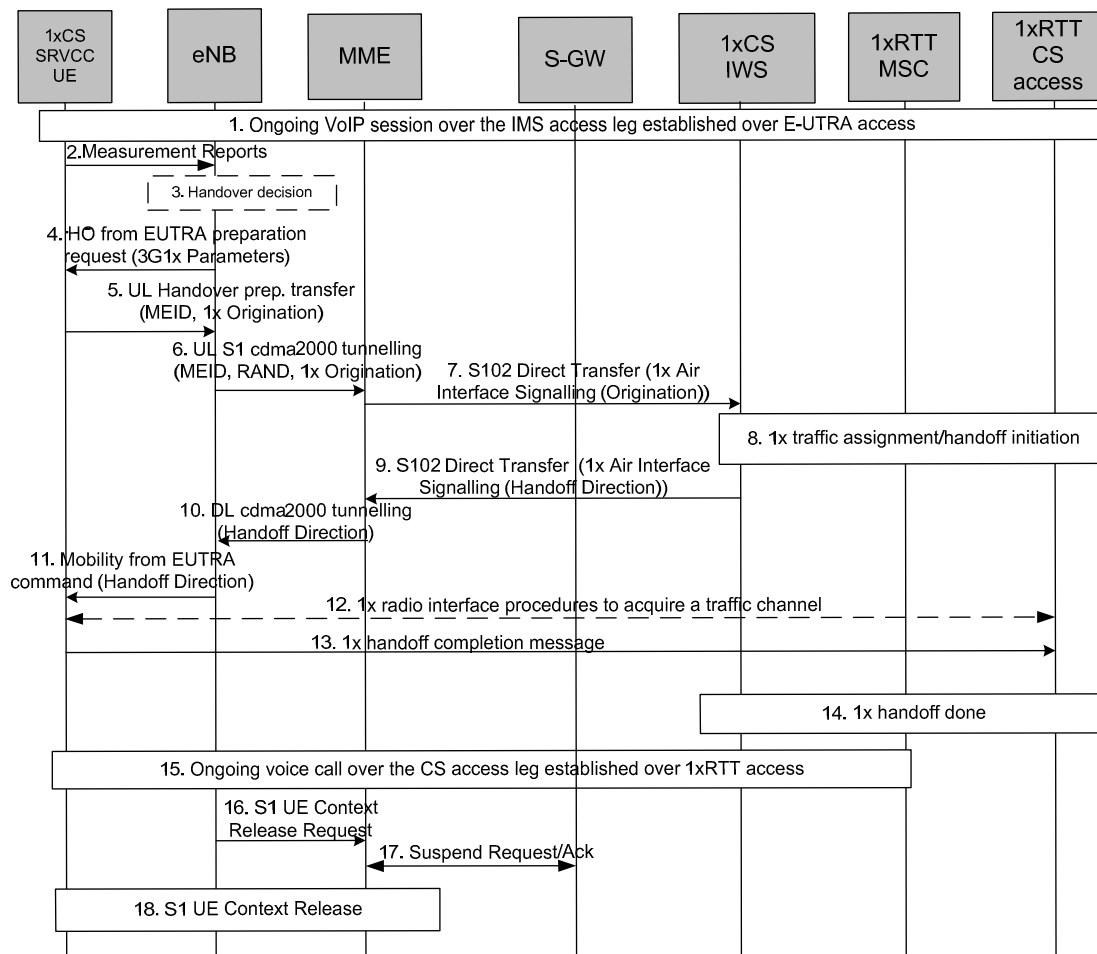 1xCS
SRVCC
UE
eNB
MME
S-GW
1xCS
IWS
1xRTT
MSC
1xRTT
CS
access
1. Ongoing VoIP session over the IMS access leg established over E-UTRA access
2.Measurement Reports
3. Handover decision
4. HO from EUTRA preparation
request (3G1x Parameters)
5. UL Handover prep. transfer
(MEID, 1x Origination)
6. UL S1 cdma2000 tunnelling
(MEID, RAND, 1x Origination)
7. S102 Direct Transfer (1x Air
Interface Signalling (Origination))
8. 1x traffic assignment/handoff initiation
9. S102 Direct Transfer (1x Air Interface
Signalling (Handoff Direction))
10. DL cdma2000 tunnelling
(Handoff Direction)
11. Mobility from EUTRA
command (Handoff Direction)
12. 1x radio interface procedures to acquire a traffic channel
13. 1x handoff completion message
14. 1x handoff done
15. Ongoing voice call over the CS access leg established over 1xRTT access
16. S1 UE Context
Release Request
17. Suspend Request/Ack
18. S1 UE Context Release